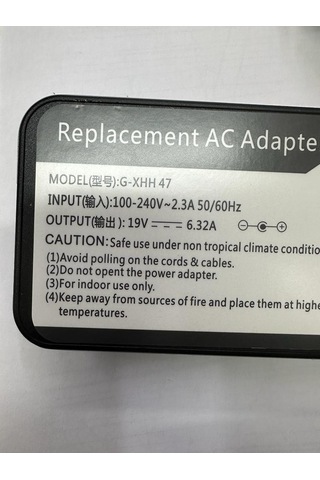 Replacement AC Adapte
MODEL(型号):G-XHH 47
INPUT(输入):100-240V~2.3A 50/60Hz
OUTPUT(输出): 19V⎓6.32A
CAUTION:Safe use under non tropical climate conditio
(1)Avoid polling on the cords & cables.
(2)Do not opent the power adapter.
(3)For indoor use only.
(4)Keep away from sources of fire and place them at highe
temperatures.